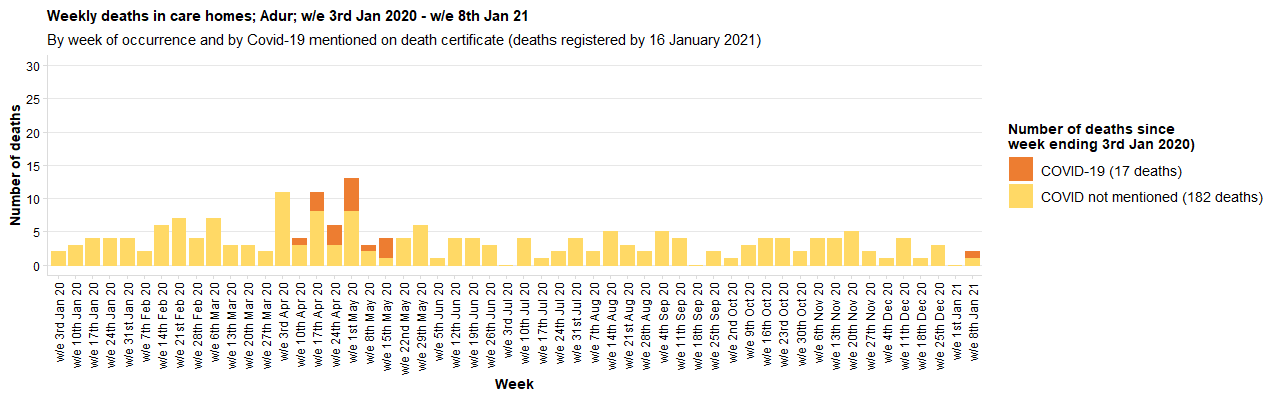 Weekly deaths in care homes; Adur; w/e 3rd Jan 2020 - w/e 8th Jan 21
By week of occurrence and by Covid-19 mentioned on death certificate (deaths registered by 16 January 2021)
Number of deaths
30
25
20
15
10
5
0
w/e 3rd Jan 20
w/e 10th Jan 20
w/e 17th Jan 20
w/e 24th Jan 20
w/e 31st Jan 20
w/e 7th Feb 20
w/e 14th Feb 20
w/e 21st Feb 20
w/e 28th Feb 20
w/e 6th Mar 20
w/e 13th Mar 20
w/e 20th Mar 20
w/e 27th Mar 20
w/e 3rd Apr 20
w/e 10th Apr 20
w/e 17th Apr 20
w/e 24th Apr 20
w/e 1st May 20
w/e 8th May 20
w/e 15th May 20
w/e 22nd May 20
w/e 29th May 20
w/e 5th Jun 20
w/e 12th Jun 20
w/e 19th Jun 20
w/e 26th Jun 20
w/e 3rd Jul 20
w/e 10th Jul 20
w/e 17th Jul 20
w/e 24th Jul 20
w/e 31st Jul 20
w/e 7th Aug 20
w/e 14th Aug 20
w/e 21st Aug 20
w/e 28th Aug 20
w/e 4th Sep 20
w/e 11th Sep 20
w/e 18th Sep 20
w/e 25th Sep 20
w/e 2nd Oct 20
w/e 9th Oct 20
w/e 16th Oct 20
w/e 23rd Oct 20
w/e 30th Oct 20
w/e 6th Nov 20
w/e 13th Nov 20
w/e 20th Nov 20
w/e 27th Nov 20
w/e 4th Dec 20
w/e 11th Dec 20
w/e 18th Dec 20
w/e 25th Dec 20
w/e 1st Jan 21
w/e 8th Jan 21
Week
Number of deaths since
week ending 3rd Jan 2020)
COVID-19 (17 deaths)
COVID not mentioned (182 deaths)